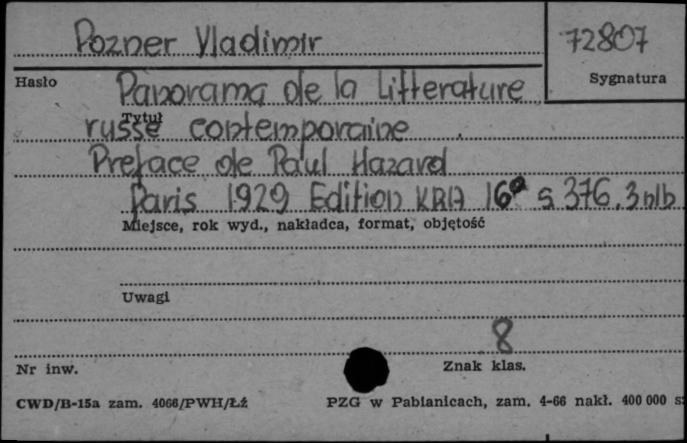 Pozner Vladimir
72807
Hasło
Sygnatura
Panorama de la Litterature
Tytuł
russe contemporaine
Preface de Paul Hazard
Paris 1929 Edition KRA 16° s 376, 3 nlb
Miejsce, rok wyd., nakładca, format, objętość
Uwagi
8
Nr inw.
Znak klas.
CWD/B-15a zam. 4066/PWH/Łź
PZG w Pabianicach, zam. 4-66 nakł. 400 000 sz